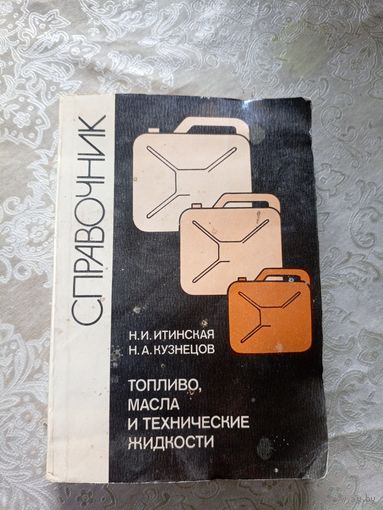 СПРАВОЧНИК
Н.И. ИТИНСКАЯ
Н.А. КУЗНЕЦОВ
ТОПЛИВО,
МАСЛА
И ТЕХНИЧЕСКИЕ
ЖИДКОСТИ